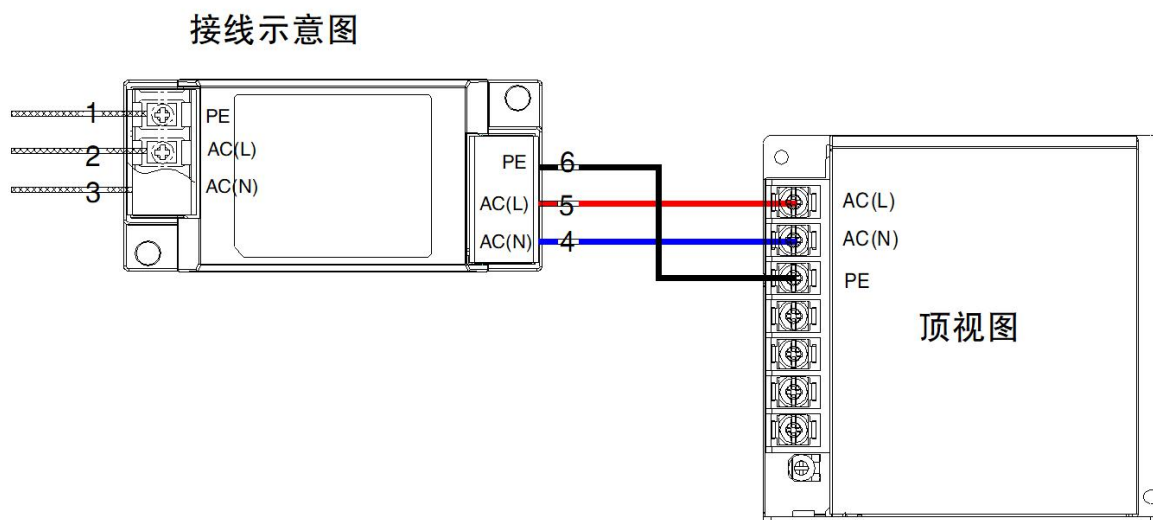 接线示意图
1 PE
2 AC(L)
3 AC(N)
PE 6
AC(L) 5
AC(N) 4
AC(L)
AC(N)
PE
顶视图